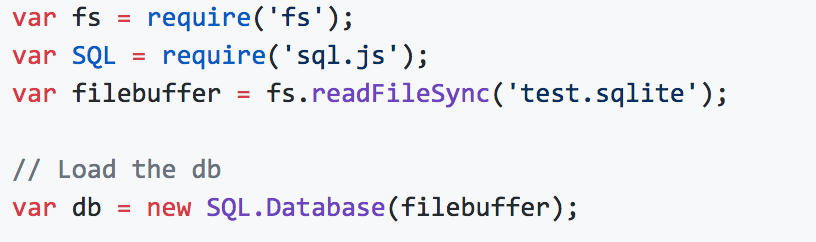 var fs = require('fs');
var SQL = require('sql.js');
var filebuffer = fs.readFileSync('test.sqlite');
// Load the db
var db = new SQL.Database(filebuffer);